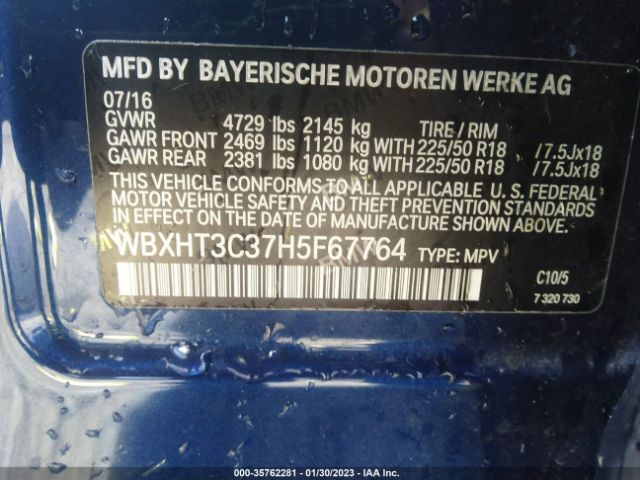 MFD BY BAYERISCHE MOTOREN WERKE AG
07/16
GVWR 4729 lbs 2145 kg TIRE / RIM
GAWR FRONT 2469 lbs 1120 kg WITH 225/50 R18 /7.5Jx18
GAWR REAR 2381 lbs 1080 kg WITH 225/50 R18 /7.5Jx18
THIS VEHICLE CONFORMS TO ALL APPLICABLE U. S. FEDERAL
MOTOR VEHICLE SAFETY AND THEFT PREVENTION STANDARDS
IN EFFECT ON THE DATE OF MANUFACTURE SHOWN ABOVE.
WBXHT3C37H5F67764 TYPE: MPV
C10/5
7 320 730
000-35762281 - 01/30/2023 - IAA Inc.